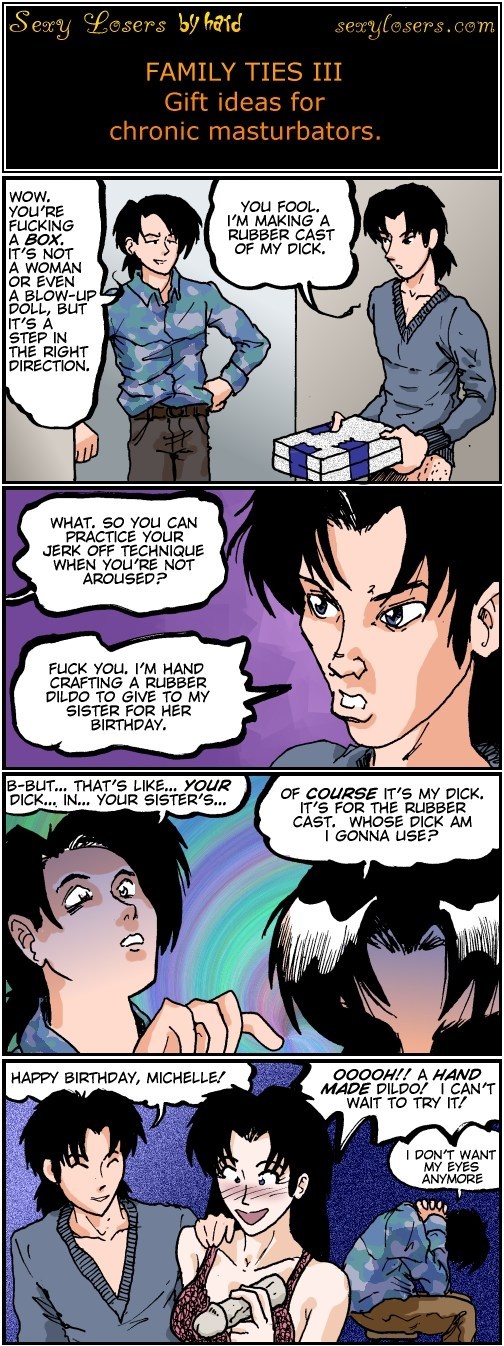 Sexy Losers by hard
sexylosers.com
FAMILY TIES III
Gift ideas for
chronic masturbators.
WOW.
YOU'RE
FUCKING
A BOX.
IT'S NOT
A WOMAN
OR EVEN
A BLOW-UP
DOLL, BUT
IT'S A
STEP IN
THE RIGHT
DIRECTION.
YOU FOOL.
I'M MAKING A
RUBBER CAST
OF MY DICK.
WHAT. SO YOU CAN
PRACTICE YOUR
JERK OFF TECHNIQUE
WHEN YOU'RE NOT
AROUSED?
FUCK YOU. I'M HAND
CRAFTING A RUBBER
DILDO TO GIVE TO MY
SISTER FOR HER
BIRTHDAY.
B-BUT... THAT'S LIKE... YOUR
DICK... IN... YOUR SISTER'S...
OF COURSE IT'S MY DICK.
IT'S FOR THE RUBBER
CAST. WHOSE DICK AM
I GONNA USE?
HAPPY BIRTHDAY, MICHELLE!
OOOOH!! A HAND
MADE DILDO! I CAN'T
WAIT TO TRY IT!
I DON'T WANT
MY EYES
ANYMORE